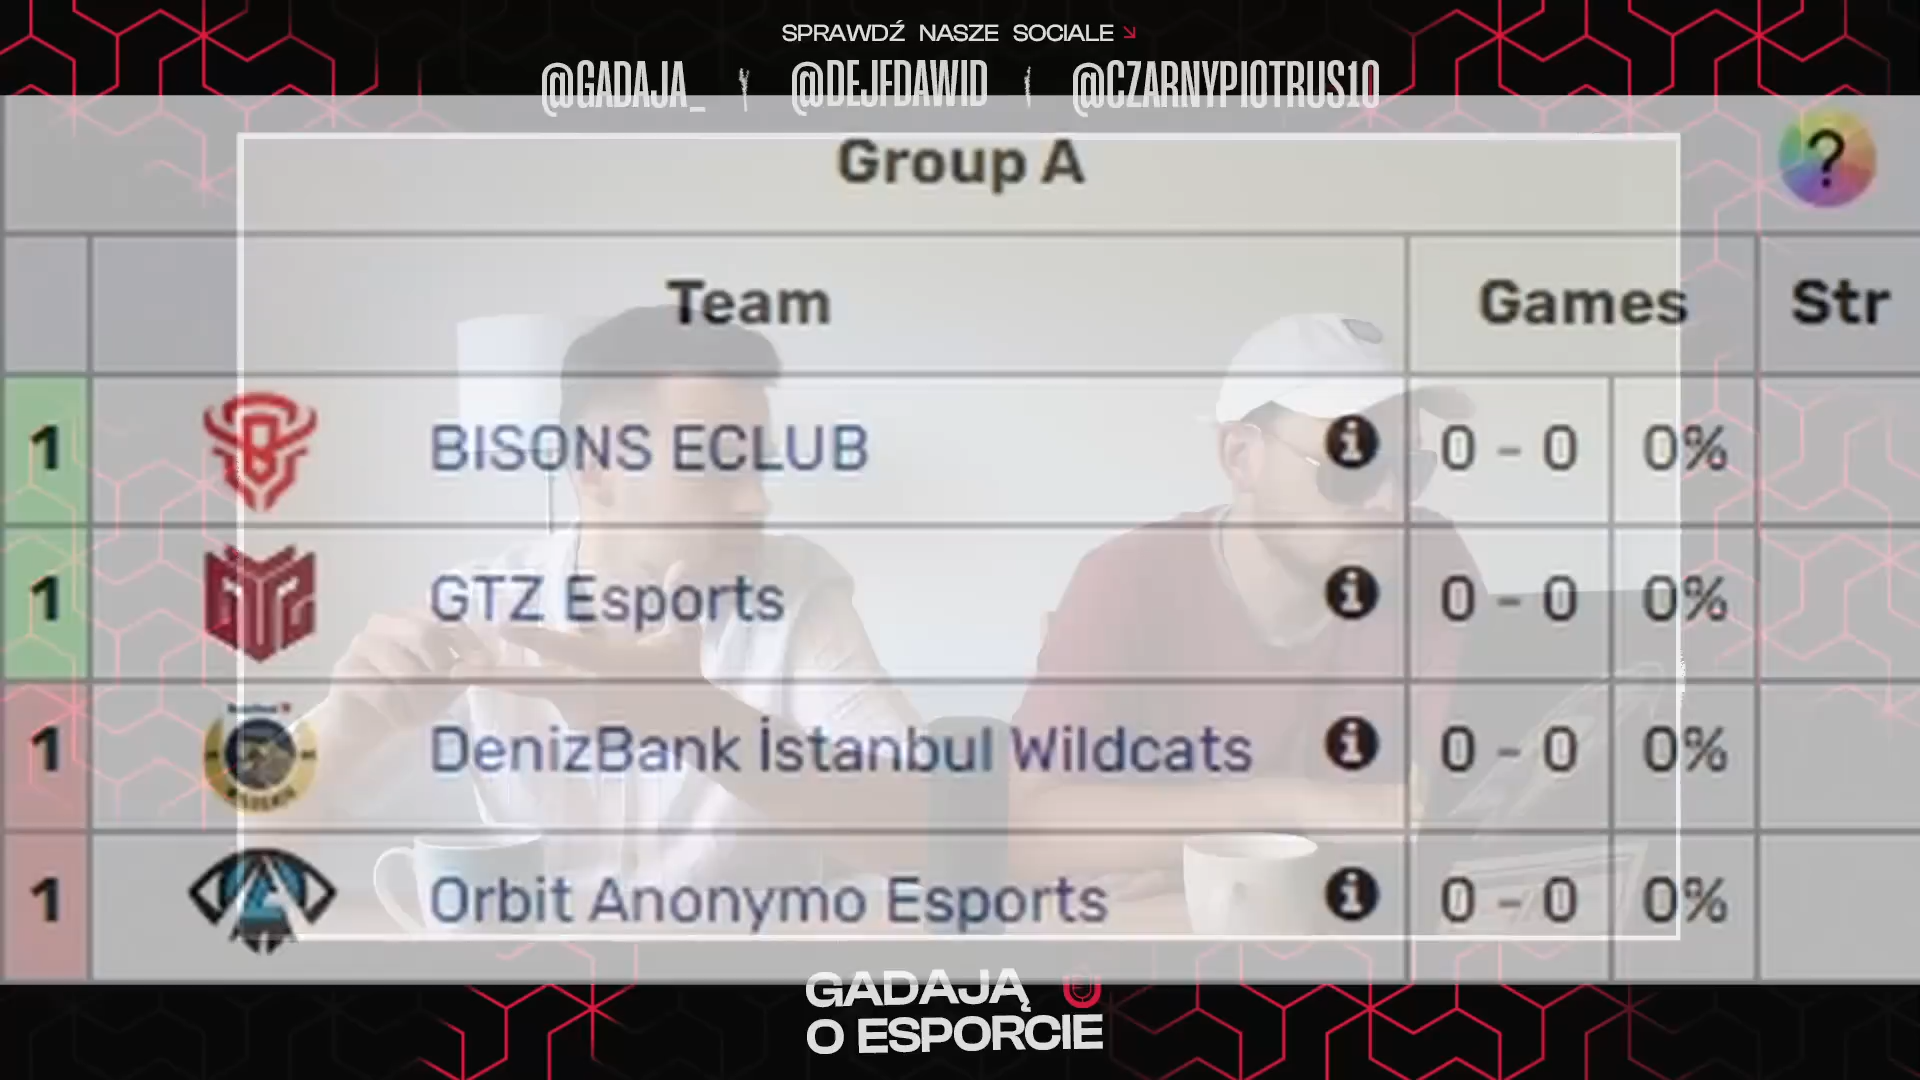 SPRAWDŹ NASZE SOCIALE
@GADAJA_ @DEJFDAWID @CZARNYPIOTRUS10
Group A ?
Team Games Str
1 BISONS ECLUB 0 - 0 0%
1 GTZ Esports 0 - 0 0%
1 DenizBank İstanbul Wildcats 0 - 0 0%
1 Orbit Anonymo Esports 0 - 0 0%
GADAJĄ
O ESPORCIE